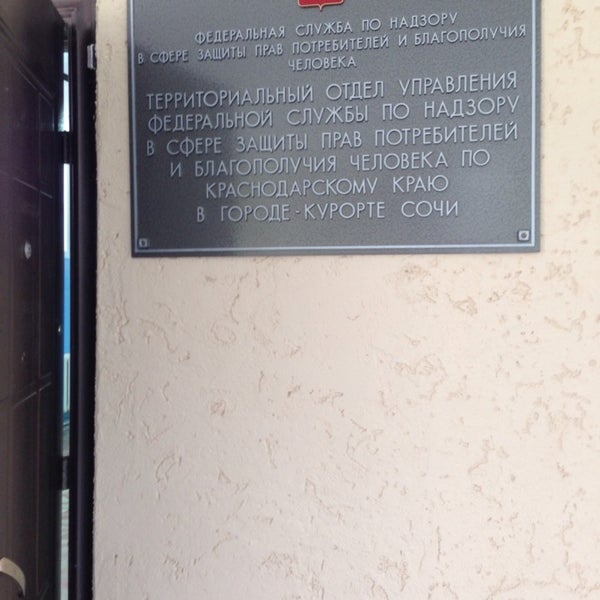 ФЕДЕРАЛЬНАЯ СЛУЖБА ПО НАДЗОРУ
В СФЕРЕ ЗАЩИТЫ ПРАВ ПОТРЕБИТЕЛЕЙ И БЛАГОПОЛУЧИЯ
ЧЕЛОВЕКА
ТЕРРИТОРИАЛЬНЫЙ ОТДЕЛ УПРАВЛЕНИЯ
ФЕДЕРАЛЬНОЙ СЛУЖБЫ ПО НАДЗОРУ
В СФЕРЕ ЗАЩИТЫ ПРАВ ПОТРЕБИТЕЛЕЙ
И БЛАГОПОЛУЧИЯ ЧЕЛОВЕКА ПО
КРАСНОДАРСКОМУ КРАЮ
В ГОРОДЕ-КУРОРТЕ СОЧИ